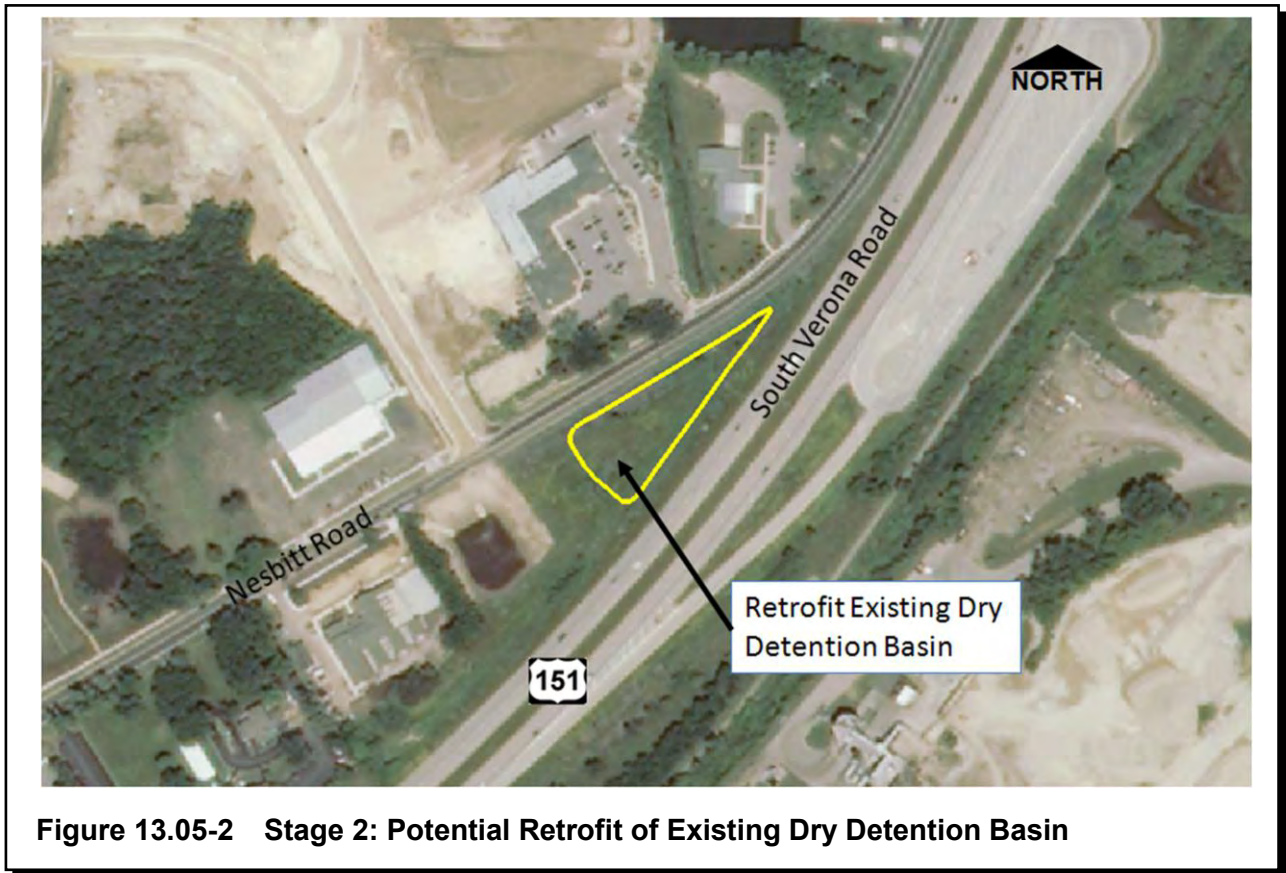 NORTH
South Verona Road
Nesbitt Road
Retrofit Existing Dry
Detention Basin
151
Figure 13.05-2 Stage 2: Potential Retrofit of Existing Dry Detention Basin